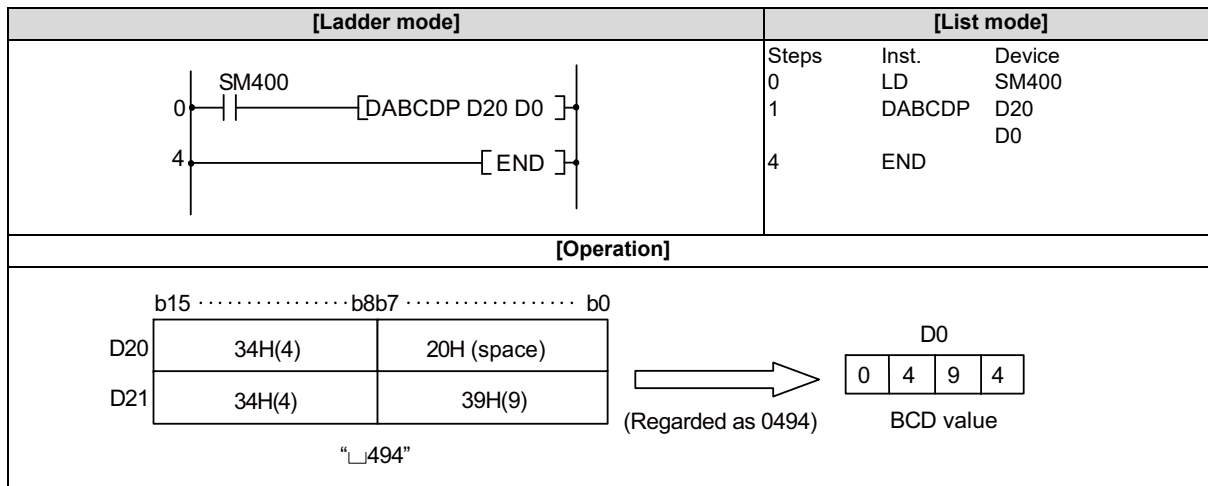 [Ladder mode]
[List mode]
Steps Inst. Device
0 LD SM400
1 DABCDP D20
D0
4 END
SM400
0 [DABCDP D20 D0 ]
4 [ END ]
[Operation]
b15 ················ b8b7 ·················· b0
D20 34H(4) 20H (space)
D21 34H(4) 39H(9)
“␣494”
(Regarded as 0494)
D0
0 4 9 4
BCD value